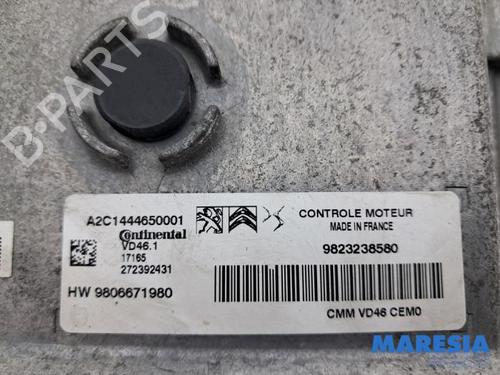 B-PARTS
A2C1444650001
Continental
VD46.1
17165
272392431
HW 9806671980
CONTROLE MOTEUR
MADE IN FRANCE
9823238580
CMM VD46 CEM0
MARESIA